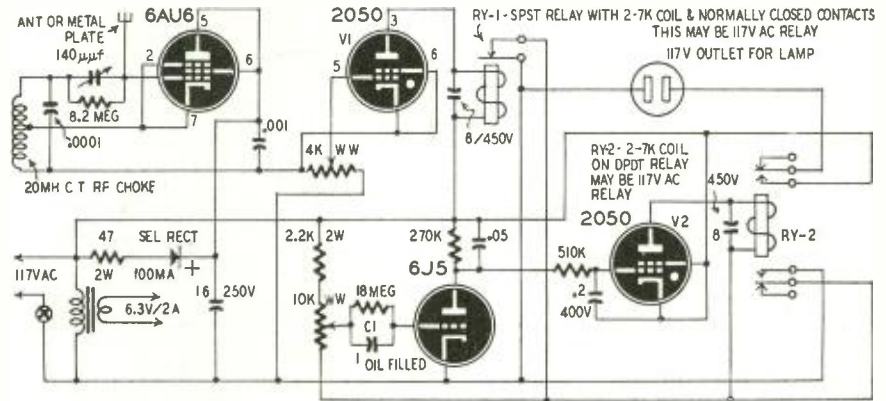 ANT OR METAL
PLATE
140μμf
6AU6
5
2
6
7
8.2 MEG
.0001
20MH C T RF CHOKE
.001
2050
V1
3
5
6
4K WW
8/450V
RY-1 - SPST RELAY WITH 2-7K COIL & NORMALLY CLOSED CONTACTS
THIS MAY BE 117V AC RELAY
117V OUTLET FOR LAMP
RY-2 - 2-7K COIL
ON DPDT RELAY
MAY BE 117V AC
RELAY
450V
2050
V2
8
RY-2
47
2W
SEL RECT
100MA
+
117VAC
6.3V/2A
16
250V
2.2K
2W
10K
WW
18 MEG
C1
1
OIL FILLED
270K
.05
6J5
510K
.2
400V